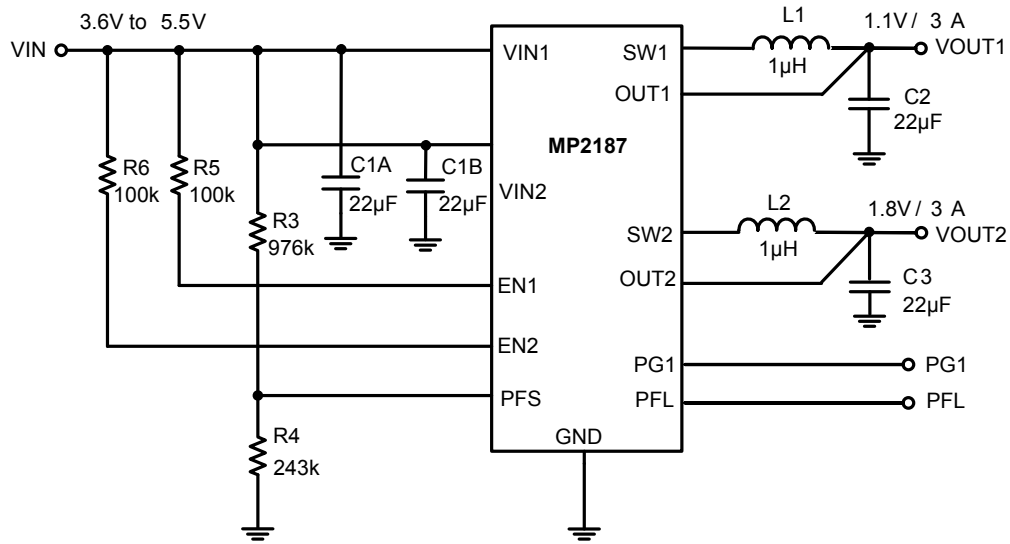 3.6V to 5.5V
VIN
VIN1
SW1
L1
1µH
1.1V / 3 A
VOUT1
OUT1
C2
22µF
MP2187
R6
100k
R5
100k
C1A
22µF
C1B
22µF
VIN2
R3
976k
L2
1µH
1.8V / 3 A
VOUT2
SW2
OUT2
C3
22µF
EN1
EN2
PG1
PG1
PFS
PFL
PFL
R4
243k
GND